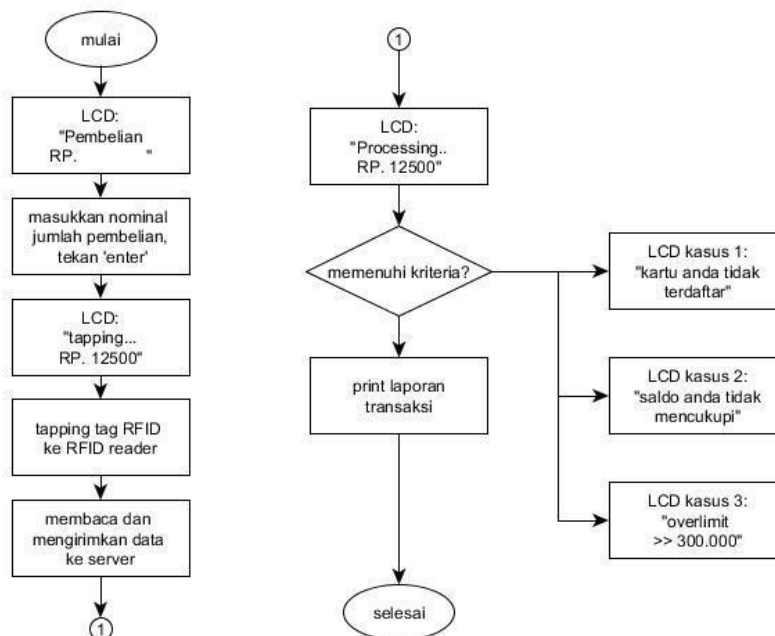 mulai
LCD:
"Pembelian
RP. "
masukkan nominal
jumlah pembelian,
tekan 'enter'
LCD:
"tapping...
RP. 12500"
tapping tag RFID
ke RFID reader
membaca dan
mengirimkan data
ke server
1
1
LCD:
"Processing..
RP. 12500"
memenuhi kriteria?
print laporan
transaksi
selesai
LCD kasus 1:
"kartu anda tidak
terdaftar"
LCD kasus 2:
"saldo anda tidak
mencukupi"
LCD kasus 3:
"overlimit
>> 300.000"